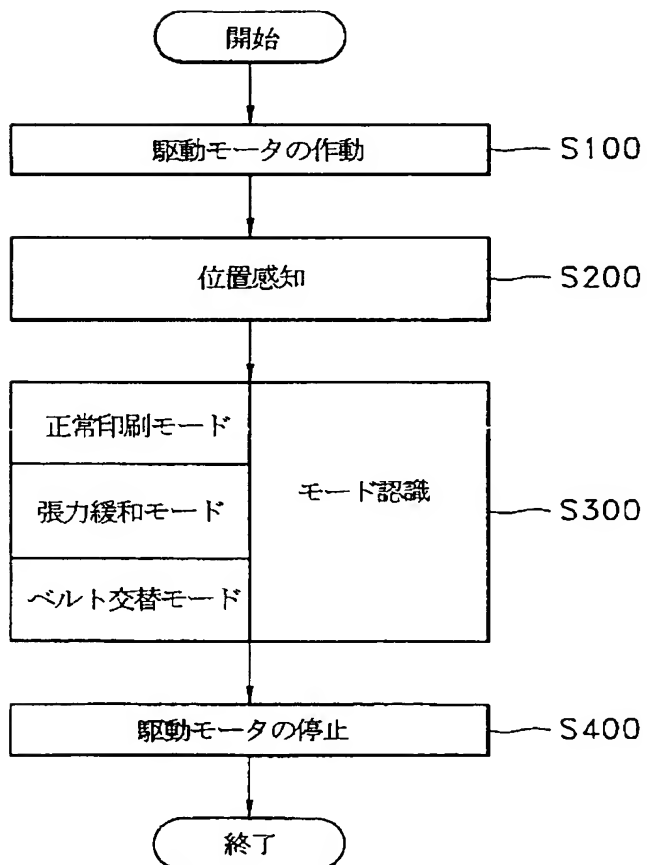 開始
駆動モータの作動 S100
位置感知 S200
正常印刷モード
張力緩和モード
ベルト交替モード
モード認識 S300
駆動モータの停止 S400
終了